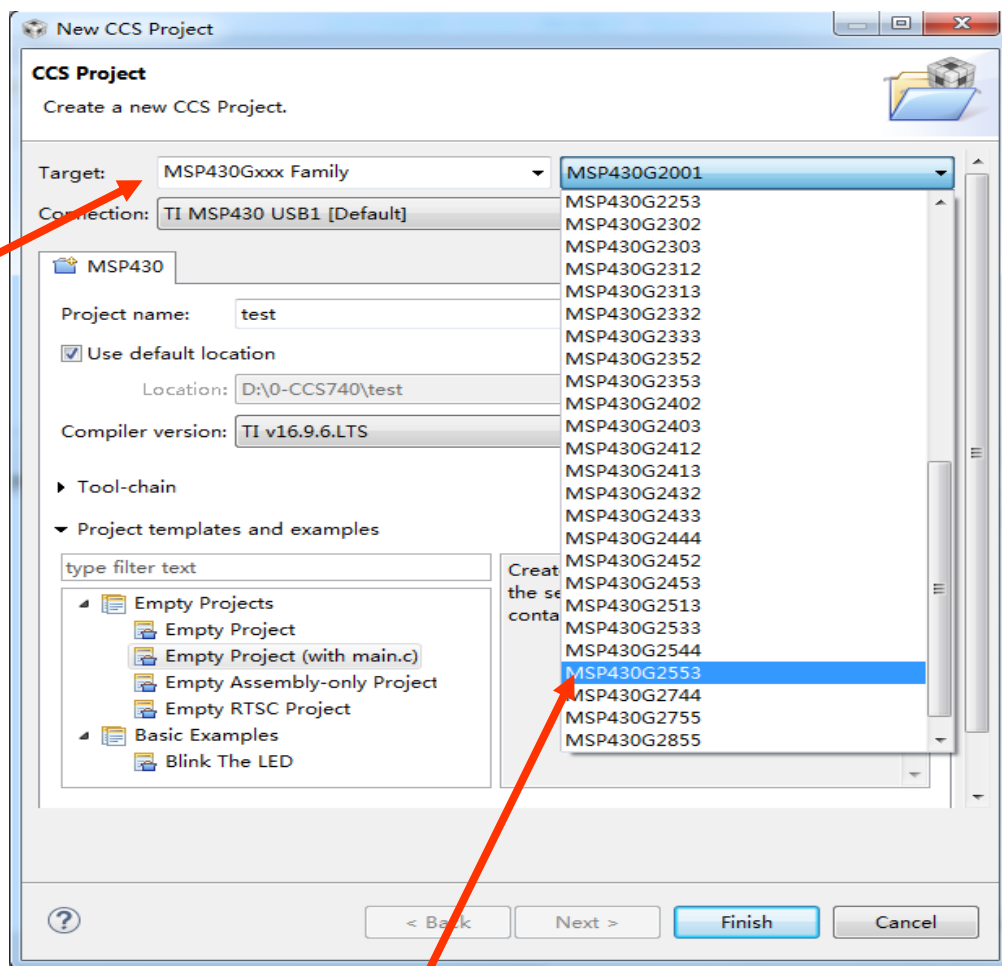 New CCS Project
CCS Project
Create a new CCS Project.
Target: MSP430Gxxx Family MSP430G2001
Connection: TI MSP430 USB1 [Default]
MSP430
Project name: test
Use default location
Location: D:\0-CCS740\test
Compiler version: TI v16.9.6.LTS
Tool-chain
Project templates and examples
type filter text
Empty Projects
Empty Project
Empty Project (with main.c)
Empty Assembly-only Project
Empty RTSC Project
Basic Examples
Blink The LED
Creat
the se
conta
MSP430G2253
MSP430G2302
MSP430G2303
MSP430G2312
MSP430G2313
MSP430G2332
MSP430G2333
MSP430G2352
MSP430G2353
MSP430G2402
MSP430G2403
MSP430G2412
MSP430G2413
MSP430G2432
MSP430G2433
MSP430G2444
MSP430G2452
MSP430G2453
MSP430G2513
MSP430G2533
MSP430G2544
MSP430G2553
MSP430G2744
MSP430G2755
MSP430G2855
? < Back Next > Finish Cancel